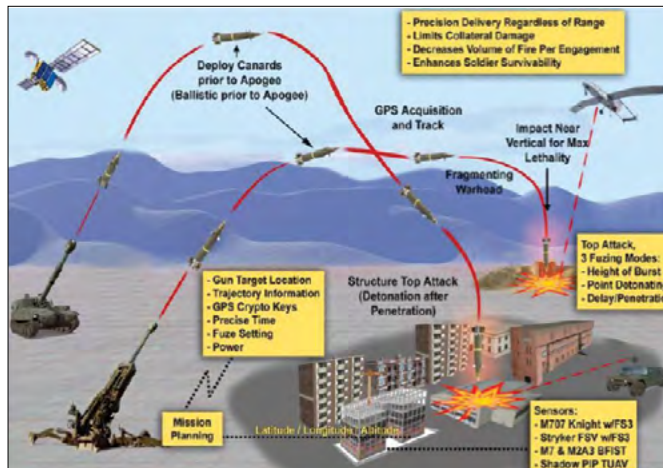 - Precision Delivery Regardless of Range
- Limits Collateral Damage
- Decreases Volume of Fire Per Engagement
- Enhances Soldier Survivability
Deploy Canards
prior to Apogee
(Ballistic prior to Apogee)
GPS Acquisition
and Track
Impact Near
Vertical for Max
Lethality
Fragmenting
Warhead
Top Attack,
3 Fuzing Modes:
- Height of Burst
- Point Detonating
- Delay/Penetration
- Gun Target Location
- Trajectory Information
- GPS Crypto Keys
- Precise Time
- Fuze Setting
- Power
Structure Top Attack
(Detonation after
Penetration)
Mission
Planning
Latitude / Longitude / Altitude
Sensors:
- M707 Knight w/FS3
- Stryker FSV w/FS3
- M7 & M2A3 BFIST
- Shadow PIP TUAV